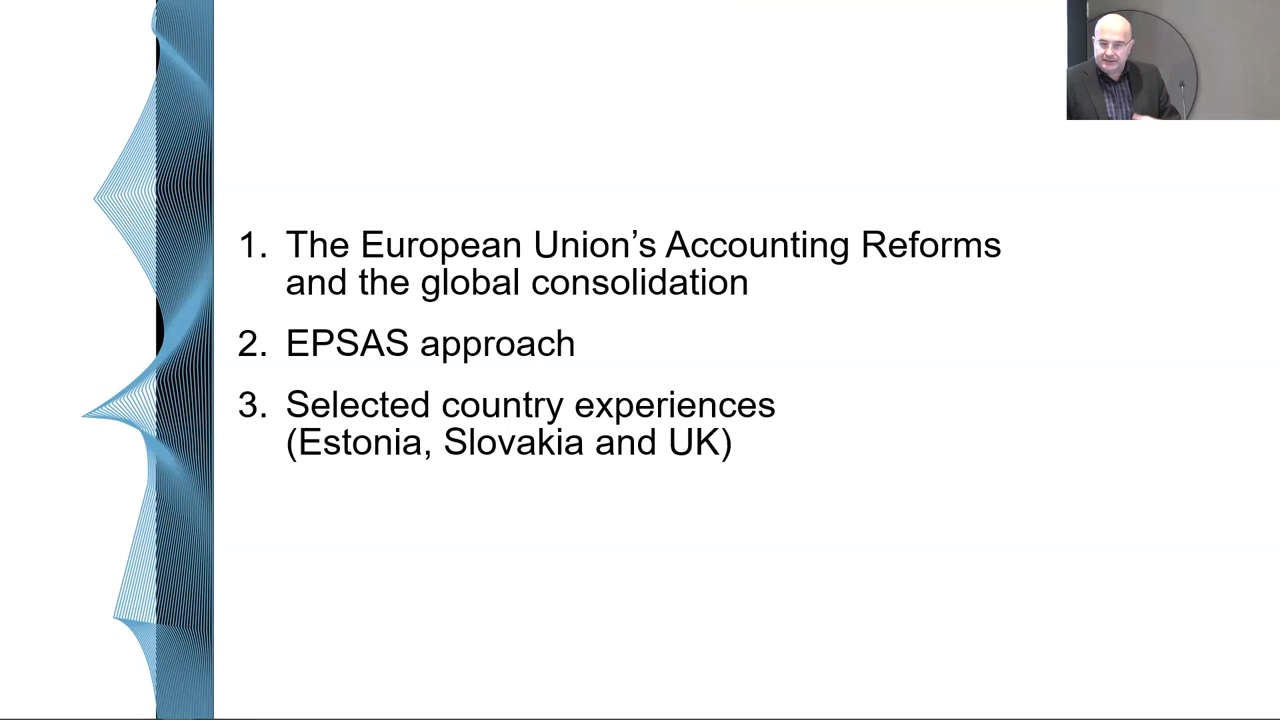 1. The European Union’s Accounting Reforms
and the global consolidation
2. EPSAS approach
3. Selected country experiences
(Estonia, Slovakia and UK)